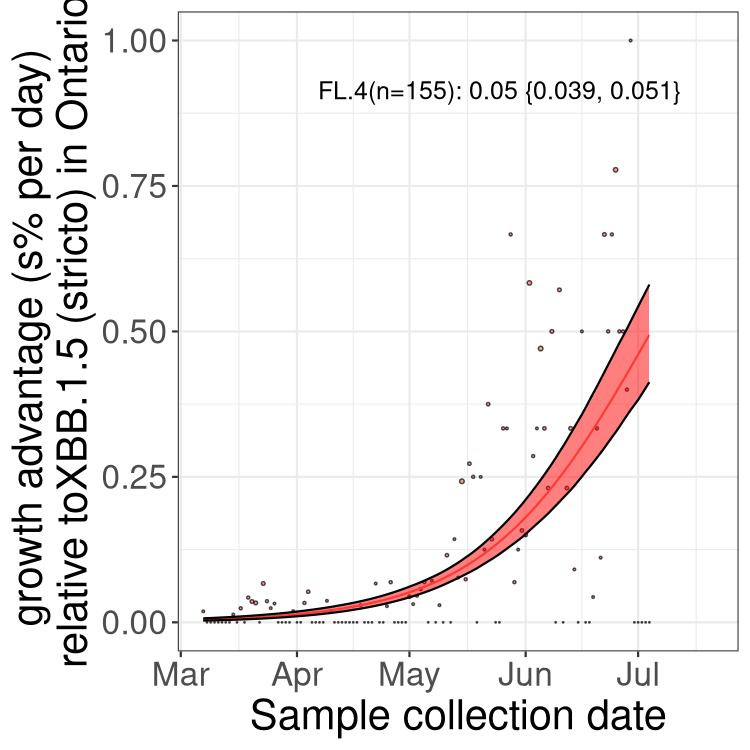 growth advantage (s% per day)
relative toXBB.1.5 (stricto) in Ontario
1.00
0.75
0.50
0.25
0.00
FL.4(n=155): 0.05 {0.039, 0.051}
Mar Apr May Jun Jul
Sample collection date